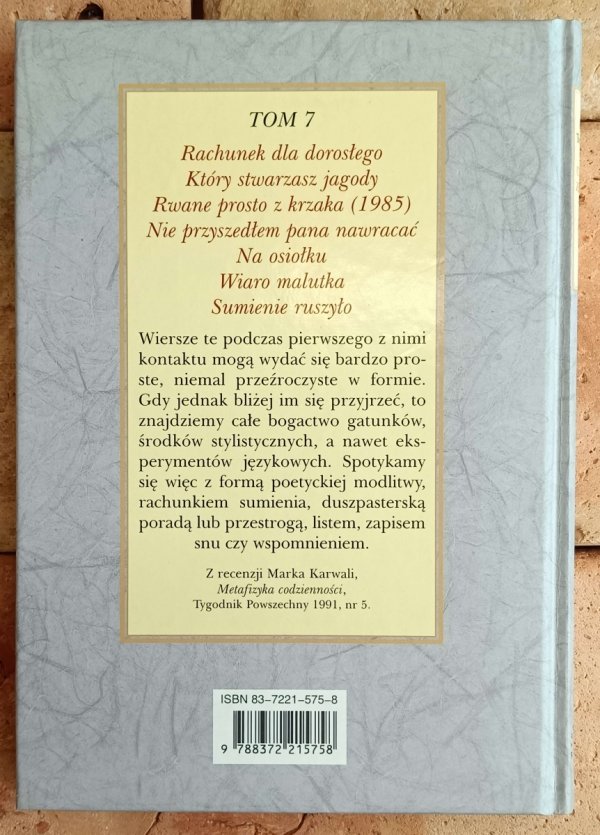 TOM 7
Rachunek dla dorosłego
Który stwarzasz jagody
Rwane prosto z krzaka (1985)
Nie przyszedłem pana nawracać
Na osiołku
Wiaro malutka
Sumienie ruszyło
Wiersze te podczas pierwszego z nimi
kontaktu mogą wydać się bardzo pro-
ste, niemal przeźroczyste w formie.
Gdy jednak bliżej im się przyjrzeć, to
znajdziemy całe bogactwo gatunków,
środków stylistycznych, a nawet eks-
perymentów językowych. Spotykamy
się więc z formą poetyckiej modlitwy,
rachunkiem sumienia, duszpasterską
poradą lub przestrogą, listem, zapisem
snu czy wspomnieniem.
Z recenzji Marka Karwali,
Metafizyka codzienności,
Tygodnik Powszechny 1991, nr 5.
ISBN 83-7221-575-8
9 788372 215758